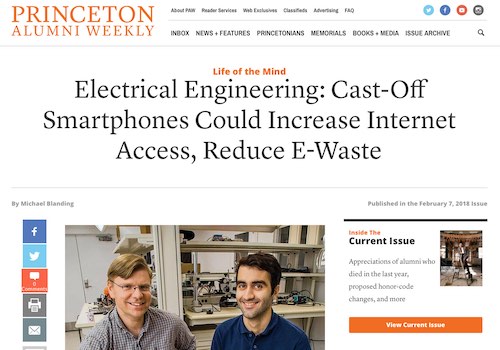 PRINCETON
ALUMNI WEEKLY
About PAW Reader Services Web Exclusives Classifieds Advertising FAQ
INBOX NEWS + FEATURES PRINCETONIANS MEMORIALS BOOKS + MEDIA ISSUE ARCHIVE
Life of the Mind
Electrical Engineering: Cast-Off
Smartphones Could Increase Internet
Access, Reduce E-Waste
By Michael Blanding
Published in the February 7, 2018 Issue
0
Comments
Inside The
Current Issue
Appreciations of alumni who
died in the last year,
proposed honor-code
changes, and more
View Current Issue